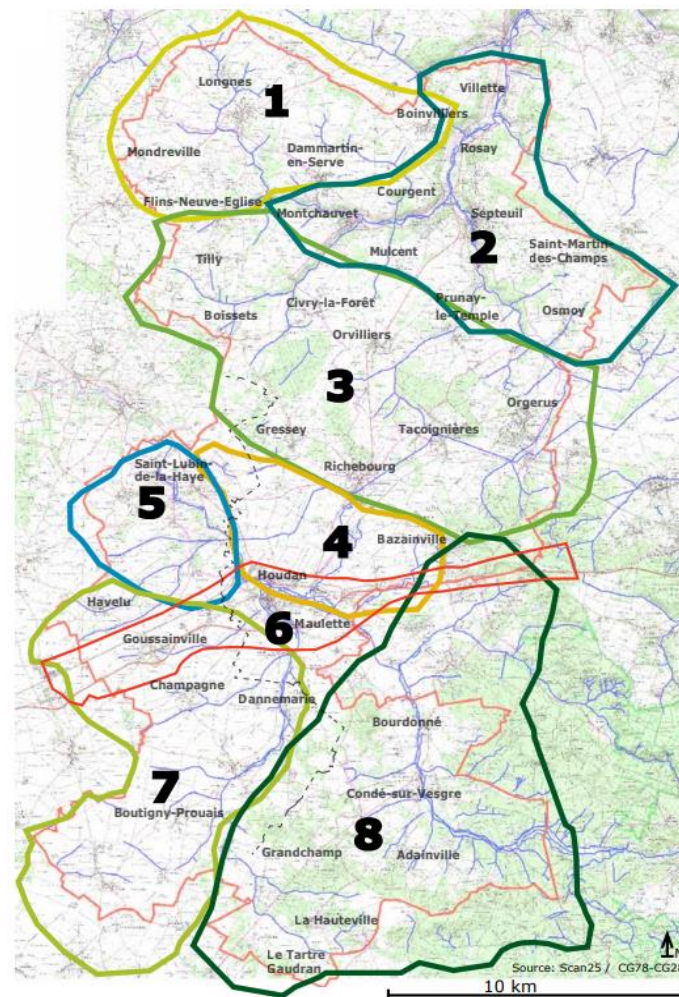 Longnes
1
Villette
Boinvilliers
Mondreville
Dammartin-
en-Serve
Rosay
Courgent
Flins-Neuve-Eglise
Montchauvet
Septeuil
2
Saint-Martin-
des-Champs
Tilly
Mulcent
Civry-la-Forêt
Prunay-
le-Temple
Osmoy
Boissets
Orvilliers
3
Orgerus
Gressey
Tacoignières
Richebourg
Saint-Lubin-
de-la-Haye
5
4
Bazainville
Houdan
Havelu
6
Maulette
Goussainville
Champagne
Dannemarie
Bourdonné
7
Condé-sur-Vesgre
Boutigny-Prouais
8
Grandchamp
Adainville
La Hauteville
Le Tartre
Gaudran
N
Source: Scan25 / CG78-CG28
10 km